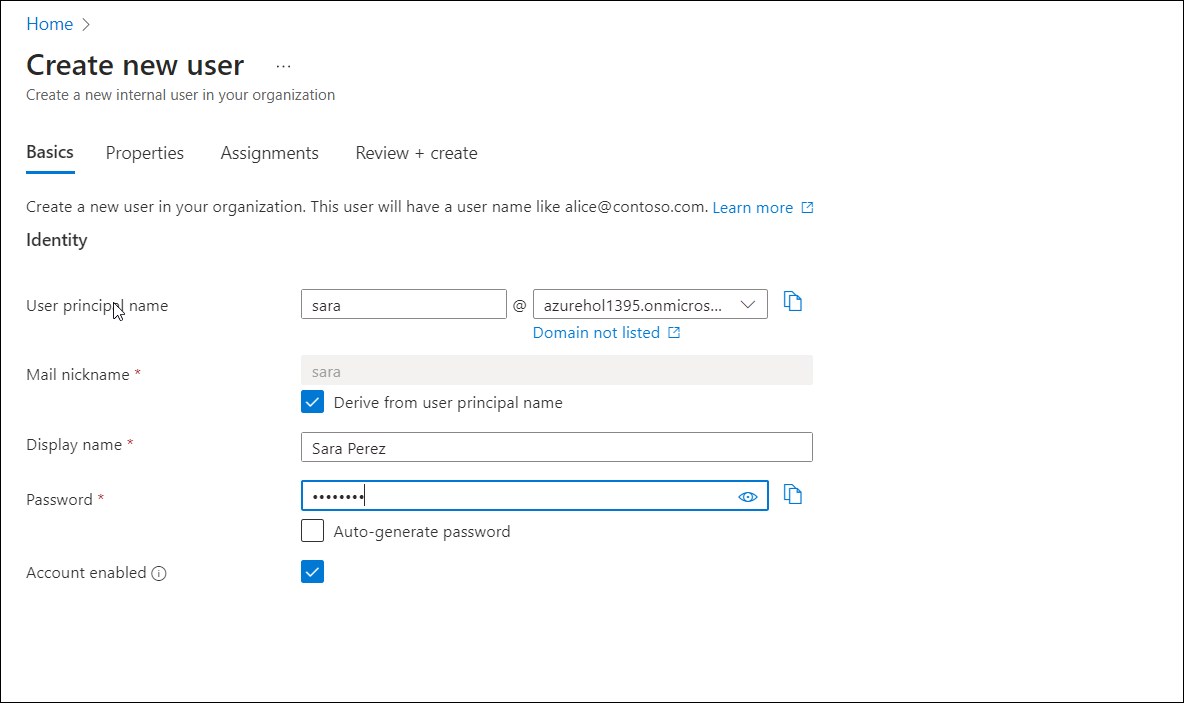 Home >
Create new user ...
Create a new internal user in your organization
Basics Properties Assignments Review + create
Create a new user in your organization. This user will have a user name like alice@contoso.com. Learn more
Identity
User principal name sara @ azurehol1395.onmicros...
Domain not listed
Mail nickname * sara
Derive from user principal name
Display name * Sara Perez
Password * ••••••••
Auto-generate password
Account enabled